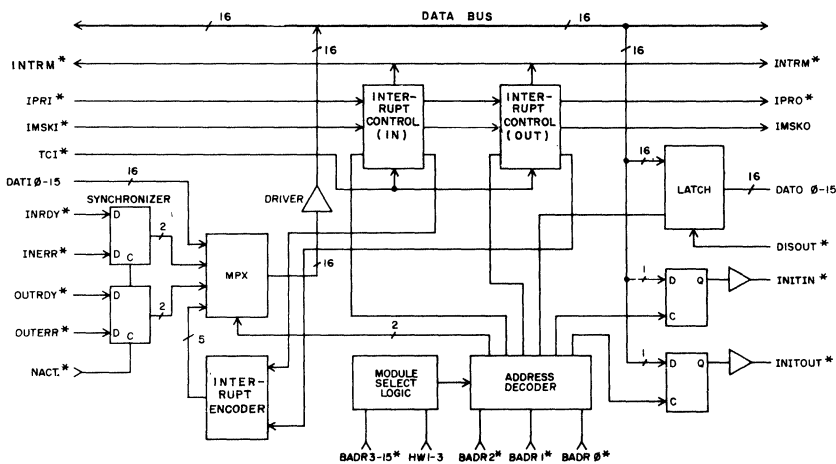 16 DATA BUS 16
16 16
INTRM* INTRM*
IPRI* INTER-RUPT CONTROL (IN) INTER-RUPT CONTROL (OUT) IPRO*
IMSKI* IMSKO
TCI*
16 16
DATI Ø-15 LATCH 16 DATO Ø-15
SYNCHRONIZER DRIVER
INRDY* D 2
INERR* D C MPX 16 DISOUT*
OUTRDY* D 2 1 D Q INITIN*
OUTERR* D C C
5 2
NACT.* 1 D Q INITOUT*
INTER-RUPT ENCODER MODULE SELECT LOGIC ADDRESS DECODER C
BADR3-15* HW1-3 BADR2* BADR1* BADRØ*